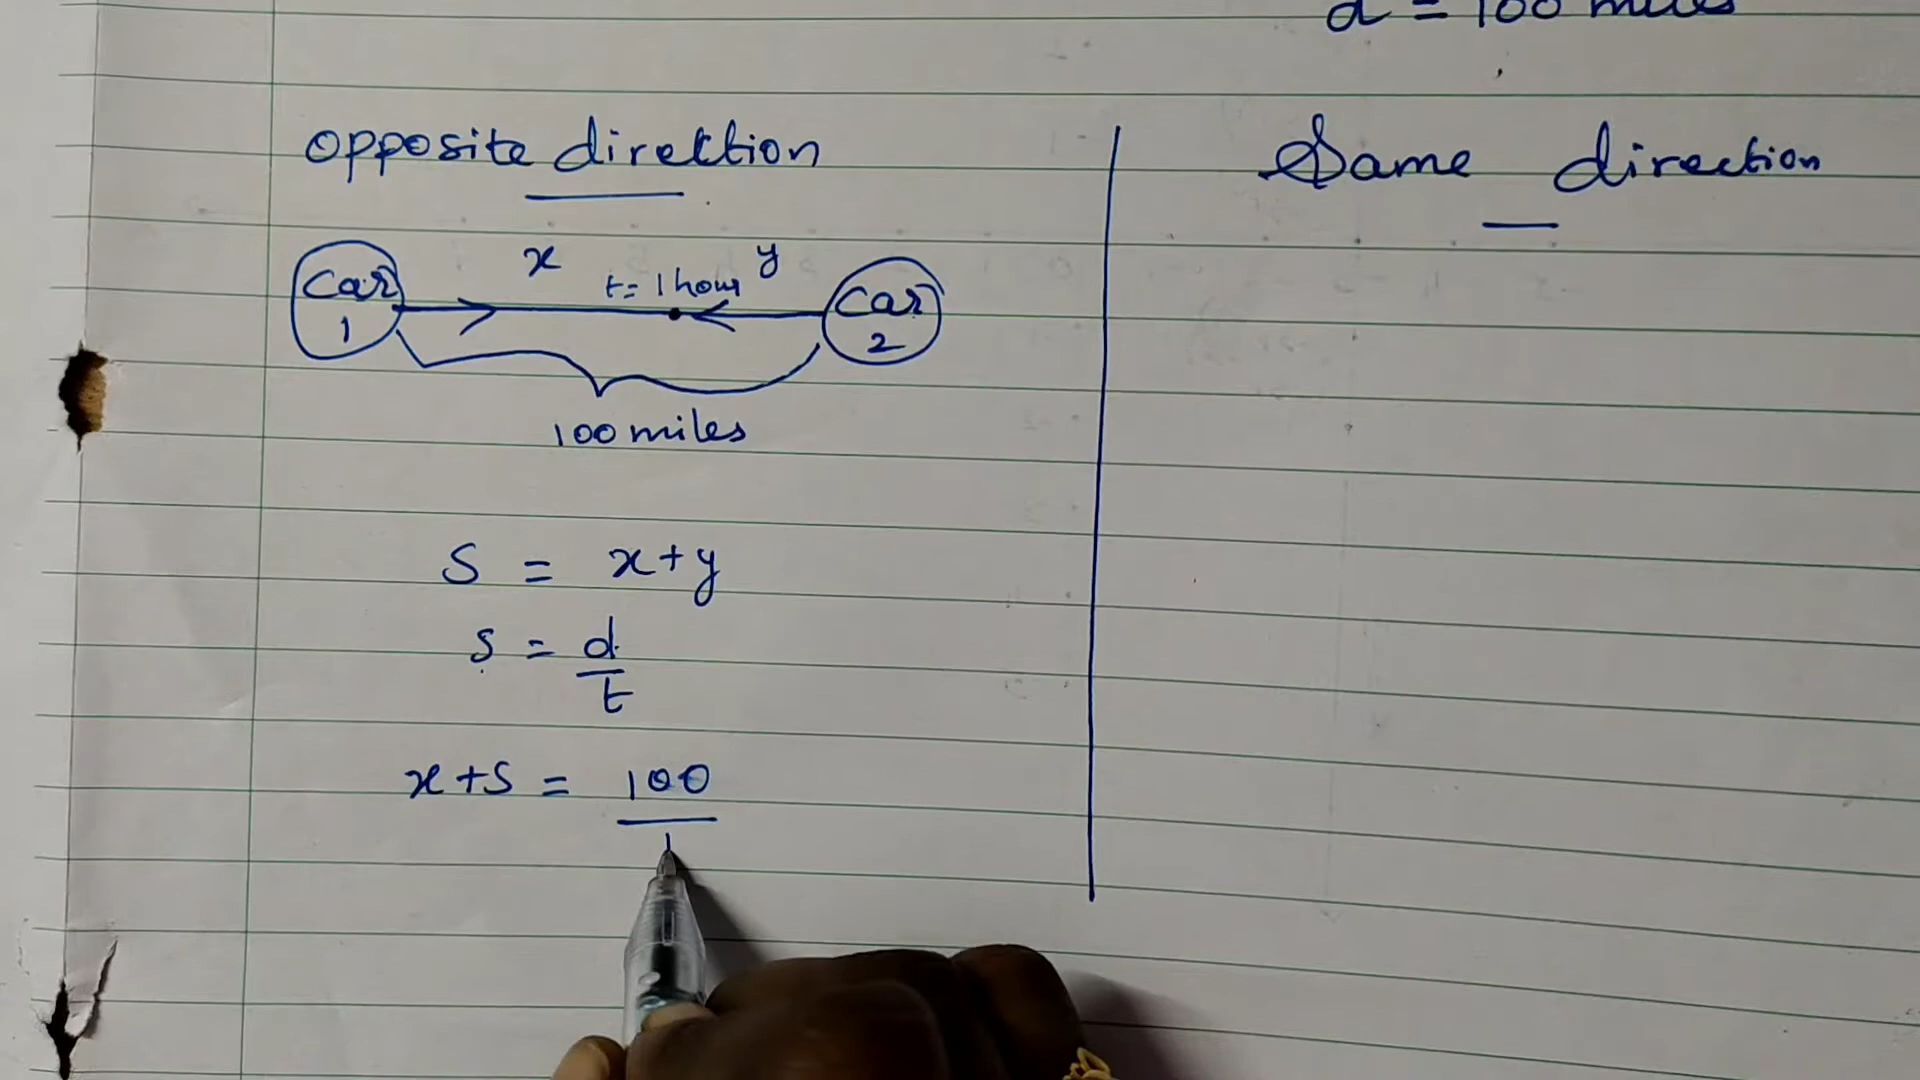 d = 100 miles
opposite direction
Same direction
x y
t = 1 hour
Car 1
Car 2
100 miles
S = x+y
s = d/t
x+s = 100/1